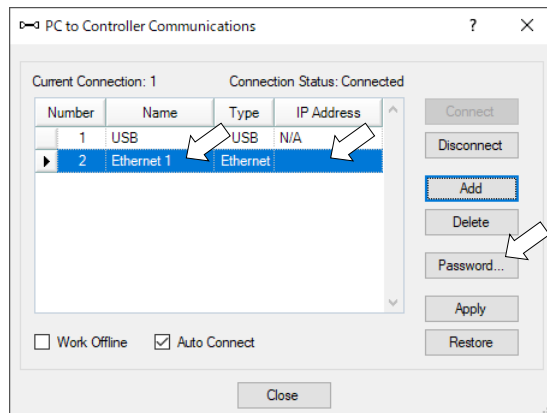 PC to Controller Communications ? ×
Current Connection: 1 Connection Status: Connected
Number Name Type IP Address
Connect
1 USB USB N/A
Disconnect
2 Ethernet 1 Ethernet
Add
Delete
Password...
Apply
Work Offline Auto Connect
Restore
Close